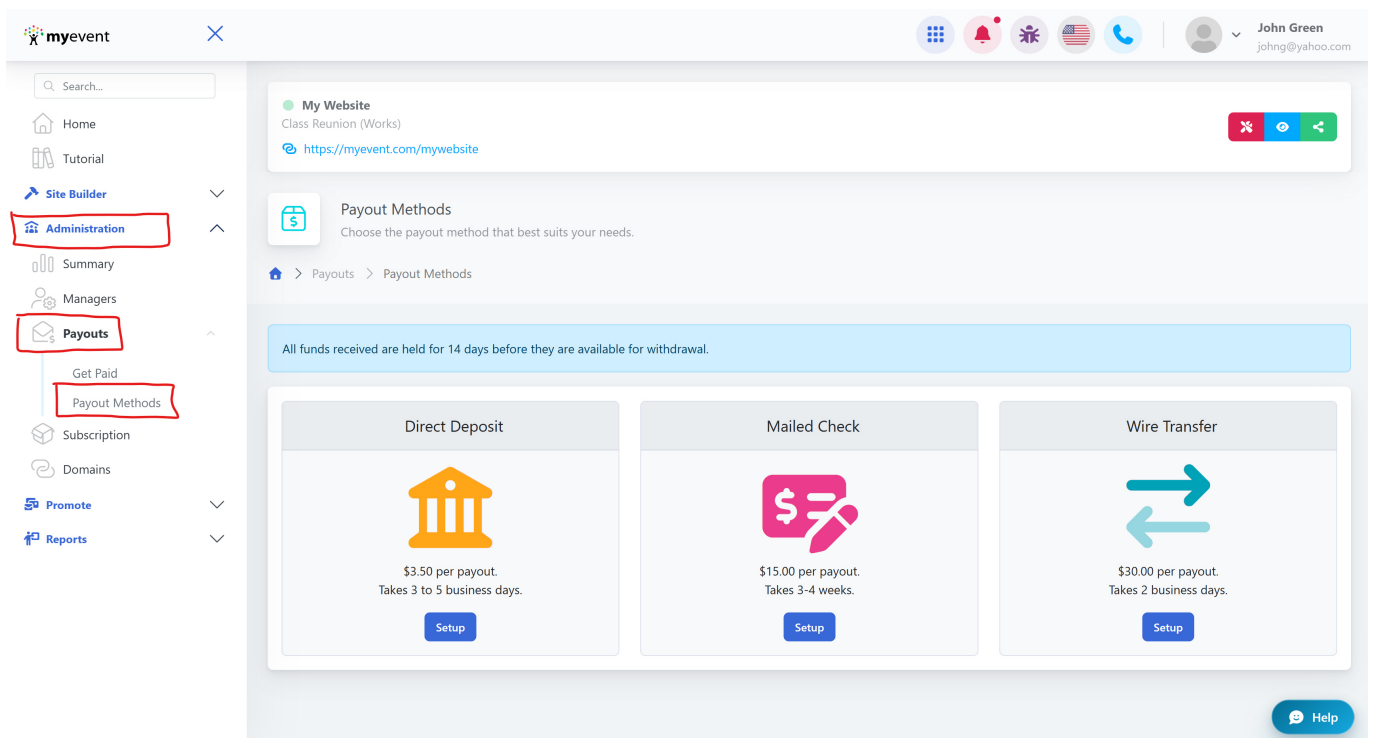 myevent
John Green
johng@yahoo.com
Search...
Home
Tutorial
Site Builder
Administration
Summary
Managers
Payouts
Get Paid
Payout Methods
Subscription
Domains
Promote
Reports
My Website
Class Reunion (Works)
https://myevent.com/mywebsite
Payout Methods
Choose the payout method that best suits your needs.
Payouts > Payout Methods
All funds received are held for 14 days before they are available for withdrawal.
Direct Deposit
$3.50 per payout.
Takes 3 to 5 business days.
Setup
Mailed Check
$15.00 per payout.
Takes 3-4 weeks.
Setup
Wire Transfer
$30.00 per payout.
Takes 2 business days.
Setup
Help